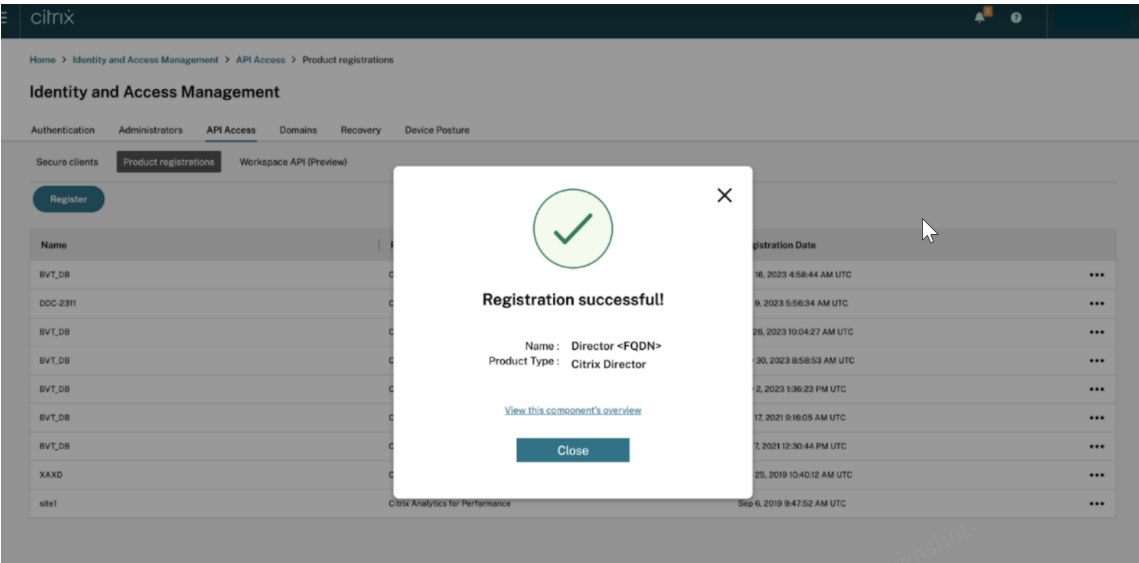 citrix
Home > Identity and Access Management > API Access > Product registrations
Identity and Access Management
Authentication Administrators API Access Domains Recovery Device Posture
Secure clients Product registrations Workspace API (Preview)
Register
Name gistration Date
BVT_DB 16, 2023 4:58:44 AM UTC
DDC-2311 9, 2023 5:56:34 AM UTC
BVT_DB 26, 2023 10:04:27 AM UTC
BVT_DB 30, 2023 8:58:53 AM UTC
BVT_DB 2, 2023 1:36:23 PM UTC
BVT_DB 17, 2021 9:16:05 AM UTC
BVT_DB 7, 2021 12:30:44 PM UTC
XAXD 25, 2019 10:40:12 AM UTC
site1 Citrix Analytics for Performance Sep 6, 2019 9:47:52 AM UTC
Registration successful!
Name : Director <FQDN>
Product Type : Citrix Director
View this component's overview
Close